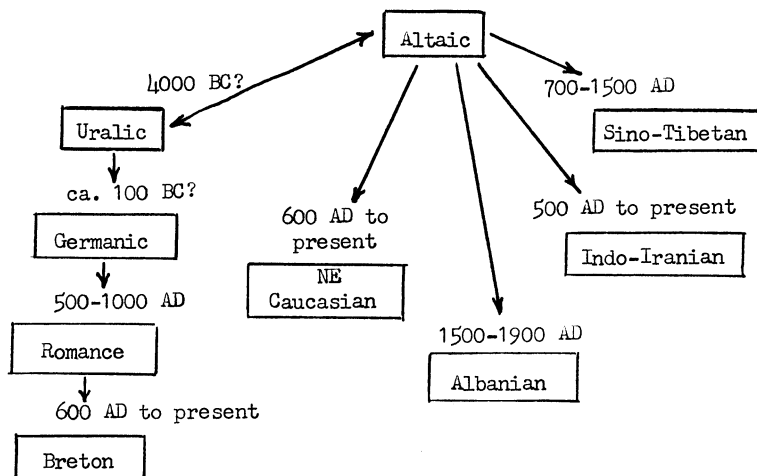 Altaic
4000 BC?
700-1500 AD
Uralic
Sino-Tibetan
ca. 100 BC?
600 AD to
present
500 AD to present
Germanic
Indo-Iranian
NE
Caucasian
500-1000 AD
1500-1900 AD
Romance
Albanian
600 AD to present
Breton